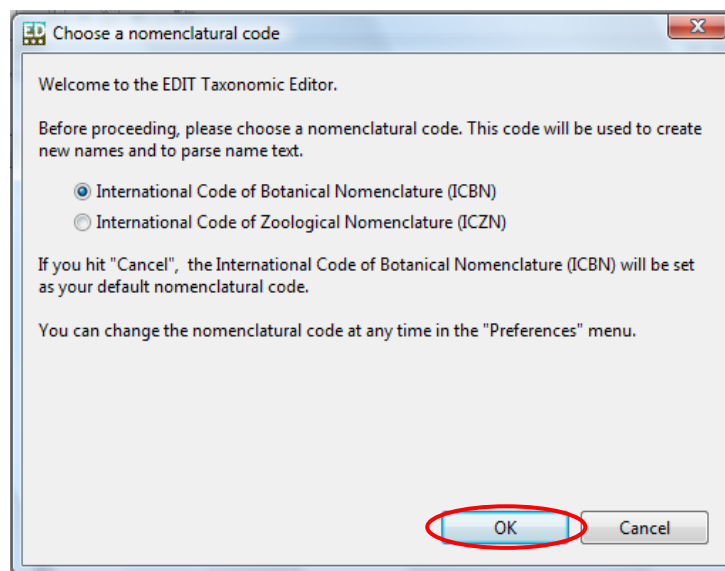 ED Choose a nomenclatural code
Welcome to the EDIT Taxonomic Editor.
Before proceeding, please choose a nomenclatural code. This code will be used to create
new names and to parse name text.
International Code of Botanical Nomenclature (ICBN)
International Code of Zoological Nomenclature (ICZN)
If you hit "Cancel",  the International Code of Botanical Nomenclature (ICBN) will be set
as your default nomenclatural code.
You can change the nomenclatural code at any time in the "Preferences" menu.
OK Cancel